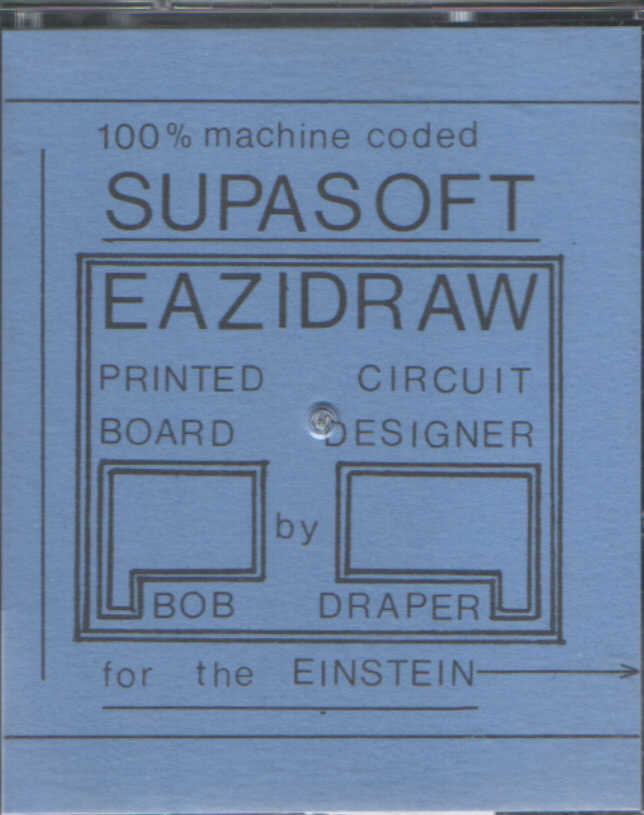 100% machine coded
SUPASOFT
EAZIDRAW
PRINTED CIRCUIT
BOARD DESIGNER
by
BOB DRAPER
for the EINSTEIN